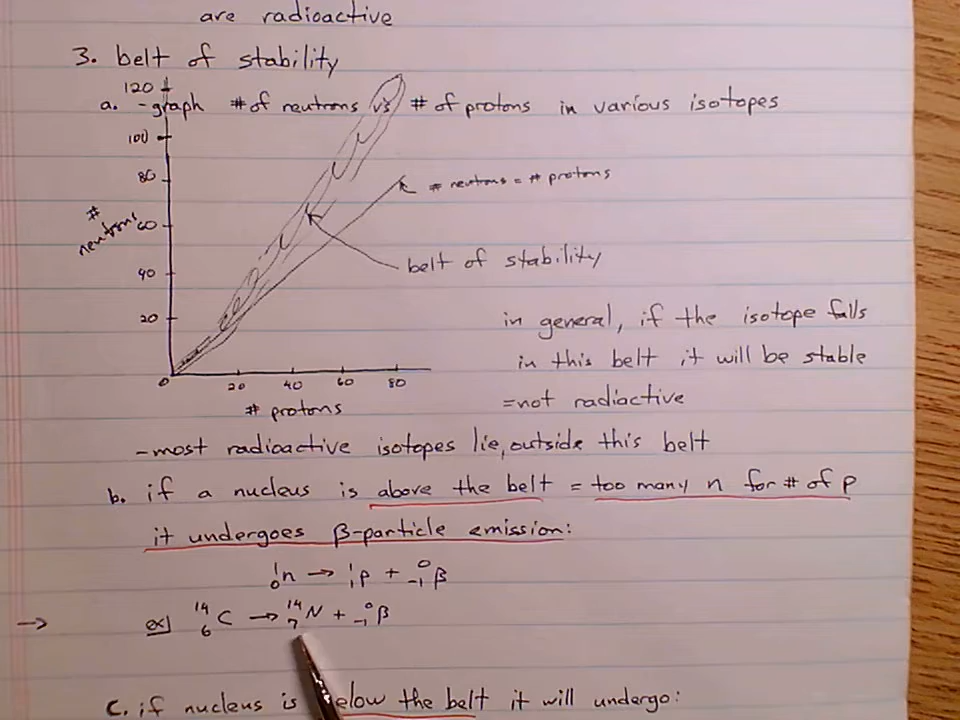 are radioactive
3. belt of stability
a. -graph # of neutrons vs # of protons in various isotopes
120
100
80
60
40
20
0
# neutrons
20 40 60 80
# protons
# neutrons = # protons
belt of stability
in general, if the isotope falls
in this belt it will be stable
=not radiactive
-most radioactive isotopes lie, outside this belt
b. if a nucleus is above the belt = too many n for # of p
it undergoes β-particle emission:
¹₀n → ¹₁p + ⁰₋₁β
→ ex] ¹⁴₆C → ¹⁴₇N + ⁰₋₁β
c. if nucleus is below the belt it will undergo: